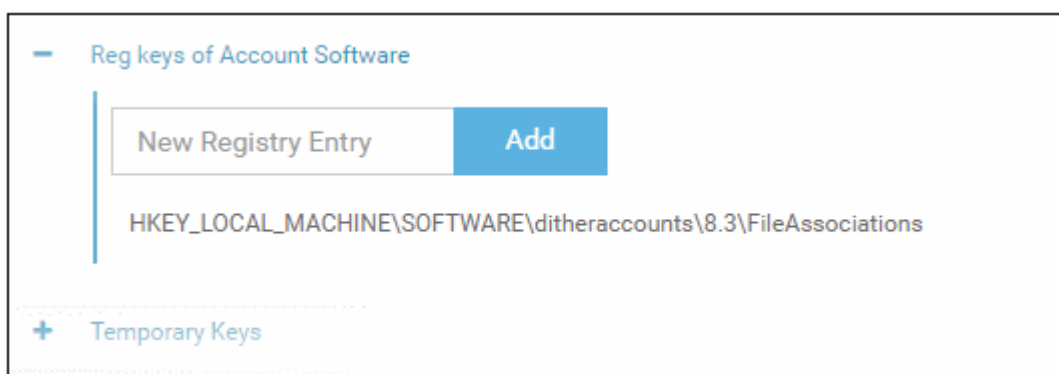 Reg keys of Account Software
New Registry Entry Add
HKEY_LOCAL_MACHINE\SOFTWARE\ditheraccounts\8.3\FileAssociations
Temporary Keys